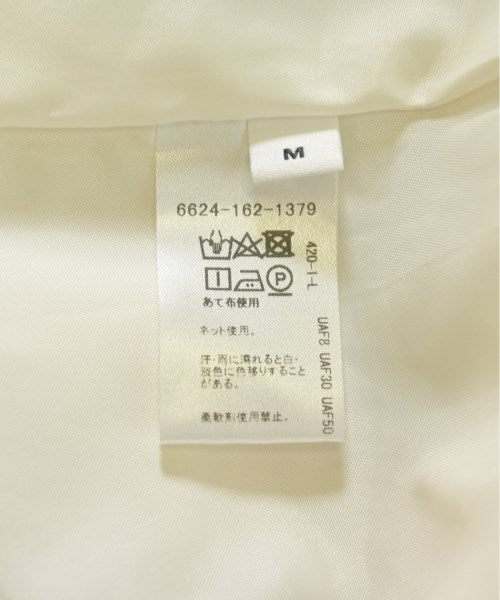 M
6624-162-1379
P
あて布使用
ネット使用。
汗・雨に濡れると白・
淡色に色移りすること
がある。
柔軟剤使用禁止。
420-1-L
UAF8 UAF30 UAF50